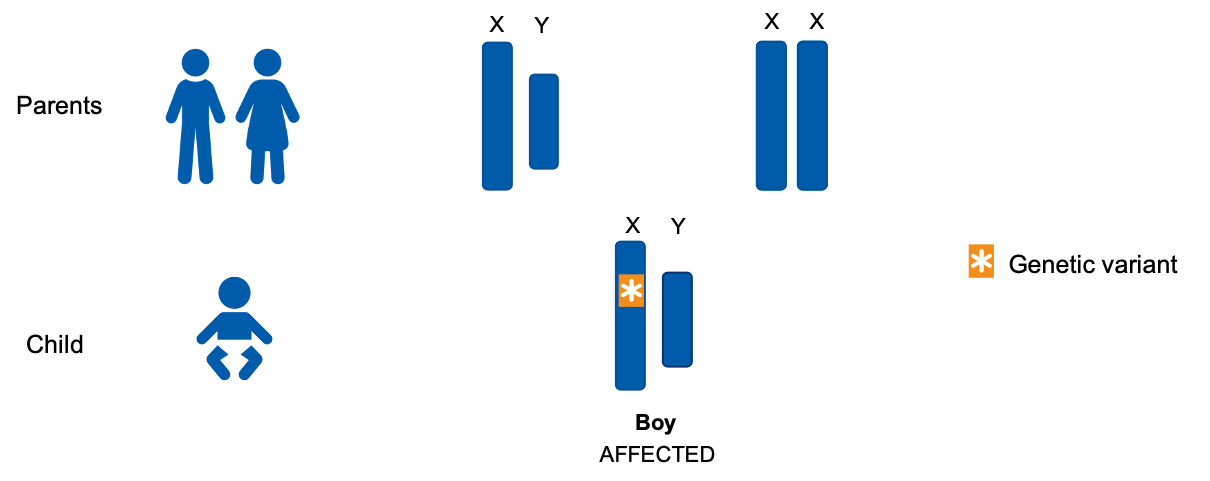 X Y
X X
Parents
X Y
Genetic variant
Child
Boy
AFFECTED